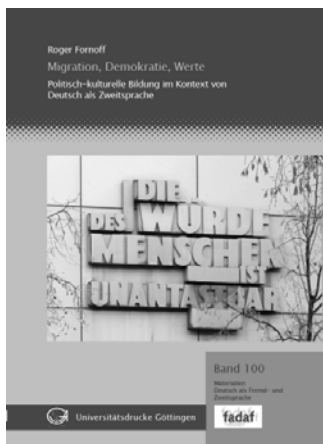 Roger Fornoff
Migration, Demokratie, Werte
Politisch-kulturelle Bildung im Kontext von
Deutsch als Zweitsprache
DIE
DES WÜRDE
MENSCHEN
IST
UNANTASTBAR
Band 100
Materialien
Deutsch als Fremd- und
Zweitsprache
Universitätsdrucke Göttingen
fadaf